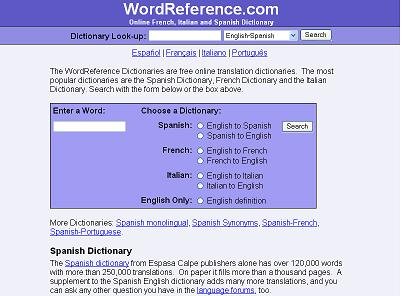 WordReference.com
Online French, Italian and Spanish Dictionary
Dictionary Look-up: English-Spanish Search
Español | Français | Italiano | Português
The WordReference Dictionaries are free online translation dictionaries. The most
popular dictionaries are the Spanish Dictionary, French Dictionary and the Italian
Dictionary. Search with the form below or the box above.
Enter a Word: Choose a Dictionary:
Spanish: English to Spanish Search
Spanish to English
French: English to French
French to English
Italian: English to Italian
Italian to English
English Only: English definition
More Dictionaries: Spanish monolingual, Spanish Synonyms, Spanish-French,
Spanish-Portuguese.
Spanish Dictionary
The Spanish dictionary from Espasa Calpe publishers alone has over 120,000 words
with more than 250,000 translations. On paper it fills more than a thousand pages. A
supplement to the Spanish English dictionary adds many more translations, and you
can ask any other question you have in the language forums, too.